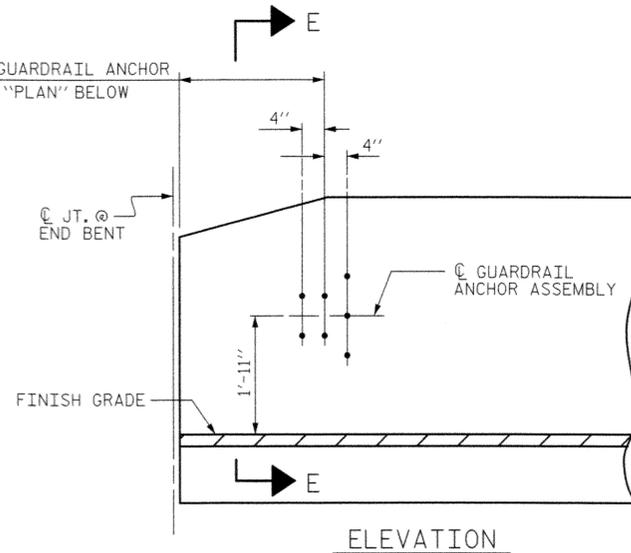 E
GUARDRAIL ANCHOR
"PLAN" BELOW
4"
4"
℄ JT. @
END BENT
℄ GUARDRAIL
ANCHOR ASSEMBLY
1'-11"
FINISH GRADE
E
ELEVATION